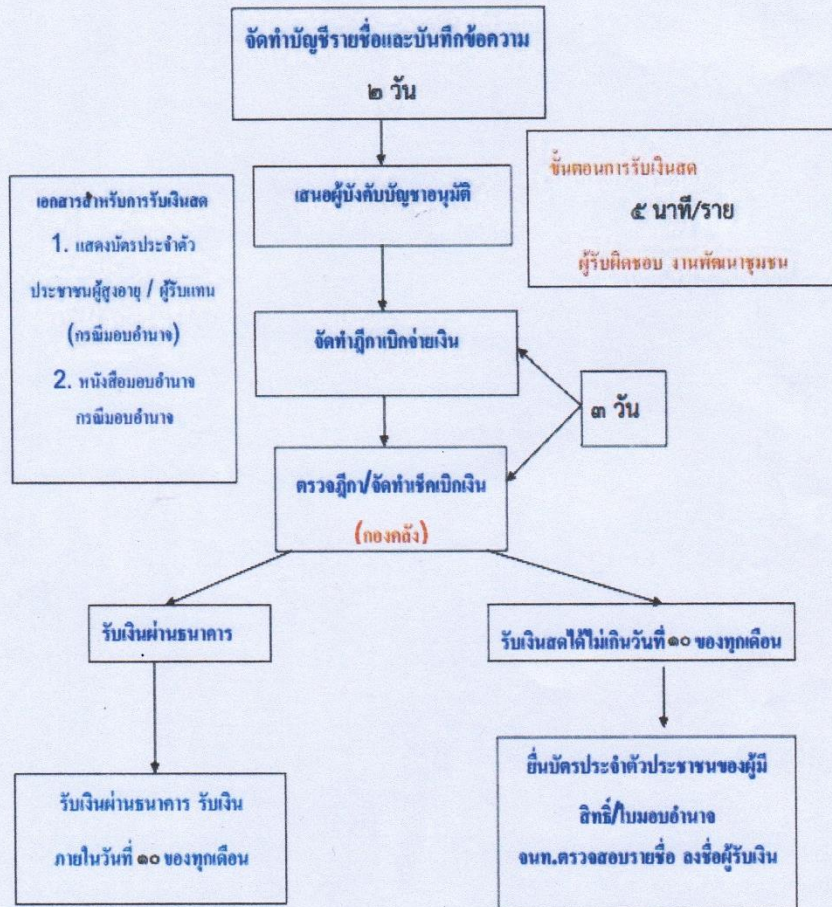 จัดทำบัญชีรายชื่อและบันทึกข้อความ
๒ วัน
เสนอผู้บังคับบัญชาอนุมัติ
ขั้นตอนการรับเงินสด
๕ นาที/ราย
ผู้รับผิดชอบ งานพัฒนาชุมชน
เอกสารสำหรับการรับเงินสด
1. แสดงบัตรประจำตัว
ประชาชนผู้สูงอายุ / ผู้รับแทน
(กรณีมอบอำนาจ)
2. หนังสือมอบอำนาจ
กรณีมอบอำนาจ
จัดทำฎีกาเบิกจ่ายเงิน
๓ วัน
ตรวจฎีกา/จัดทำเช็คเบิกเงิน
(กองคลัง)
รับเงินผ่านธนาคาร
รับเงินสดได้ไม่เกินวันที่ ๑๐ ของทุกเดือน
รับเงินผ่านธนาคาร รับเงิน
ภายในวันที่ ๑๐ ของทุกเดือน
ยื่นบัตรประจำตัวประชาชนของผู้มี
สิทธิ์/ใบมอบอำนาจ
จนท.ตรวจสอบรายชื่อ ลงชื่อผู้รับเงิน